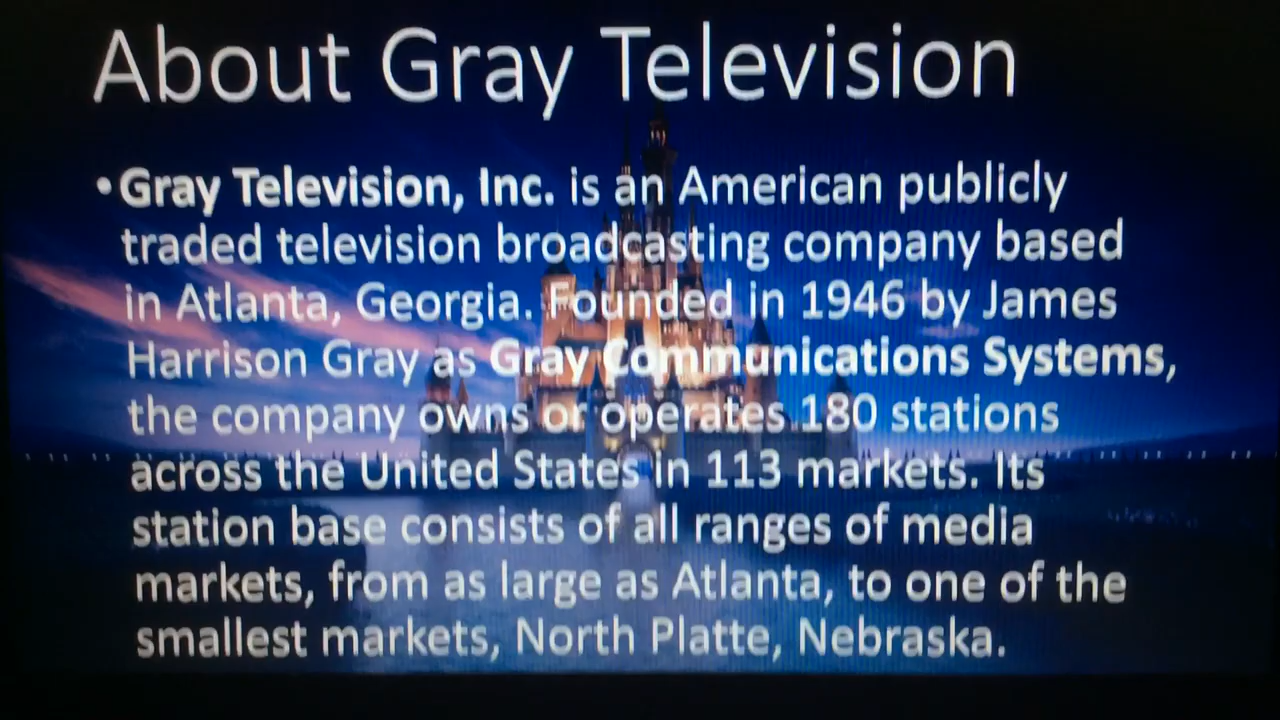 About Gray Television
• Gray Television, Inc. is an American publicly
traded television broadcasting company based
in Atlanta, Georgia. Founded in 1946 by James
Harrison Gray as Gray Communications Systems,
the company owns or operates 180 stations
across the United States in 113 markets. Its
station base consists of all ranges of media
markets, from as large as Atlanta, to one of the
smallest markets, North Platte, Nebraska.